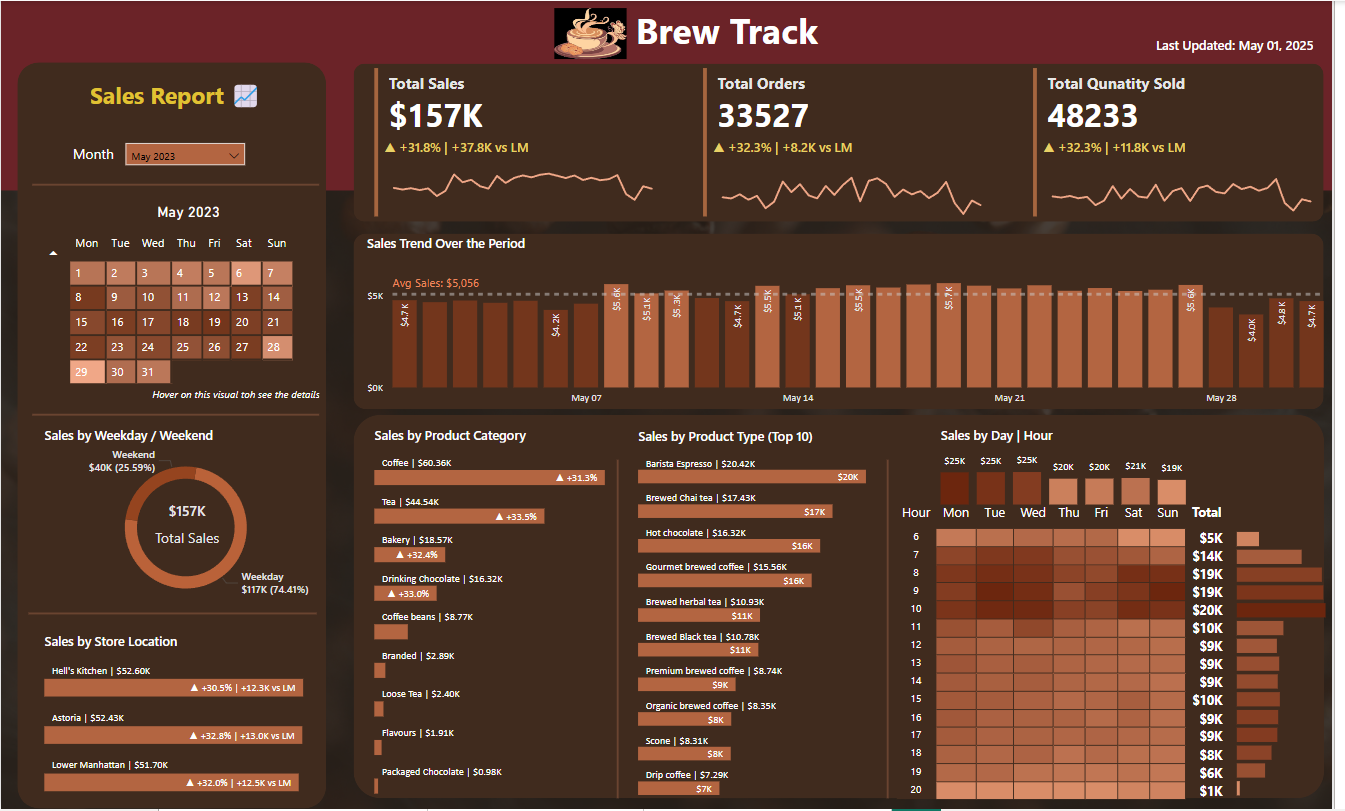 Brew Track
Last Updated: May 01, 2025
Sales Report
Month
May 2023
May 2023
Mon Tue Wed Thu Fri Sat Sun
1 2 3 4 5 6 7
8 9 10 11 12 13 14
15 16 17 18 19 20 21
22 23 24 25 26 27 28
29 30 31
Hover on this visual toh see the details
Sales by Weekday / Weekend
Weekend
$40K (25.59%)
$157K
Total Sales
Weekday
$117K (74.41%)
Sales by Store Location
Hell's Kitchen | $52.60K
▲ +30.5% | +12.3K vs LM
Astoria | $52.43K
▲ +32.8% | +13.0K vs LM
Lower Manhattan | $51.70K
▲ +32.0% | +12.5K vs LM
Total Sales
$157K
▲ +31.8% | +37.8K vs LM
Total Orders
33527
▲ +32.3% | +8.2K vs LM
Total Qunatity Sold
48233
▲ +32.3% | +11.8K vs LM
Sales Trend Over the Period
Avg Sales: $5,056
$5K
$0K
$4.7K $4.2K $5.6K $5.1K $5.3K $4.7K $5.5K $5.1K $5.5K $5.7K $5.6K $4.0K $4.8K $4.7K
May 07 May 14 May 21 May 28
Sales by Product Category
Coffee | $60.36K
▲ +31.3%
Tea | $44.54K
▲ +33.5%
Bakery | $18.57K
▲ +32.4%
Drinking Chocolate | $16.32K
▲ +33.0%
Coffee beans | $8.77K
Branded | $2.89K
Loose Tea | $2.40K
Flavours | $1.91K
Packaged Chocolate | $0.98K
Sales by Product Type (Top 10)
Barista Espresso | $20.42K
$20K
Brewed Chai tea | $17.43K
$17K
Hot chocolate | $16.32K
$16K
Gourmet brewed coffee | $15.56K
$16K
Brewed herbal tea | $10.93K
$11K
Brewed Black tea | $10.78K
$11K
Premium brewed coffee | $8.74K
$9K
Organic brewed coffee | $8.35K
$8K
Scone | $8.31K
$8K
Drip coffee | $7.29K
$7K
Sales by Day | Hour
$25K $25K $25K $20K $20K $21K $19K
Hour Mon Tue Wed Thu Fri Sat Sun Total
6 $5K
7 $14K
8 $19K
9 $19K
10 $20K
11 $10K
12 $9K
13 $9K
14 $9K
15 $10K
16 $9K
17 $9K
18 $8K
19 $6K
20 $1K